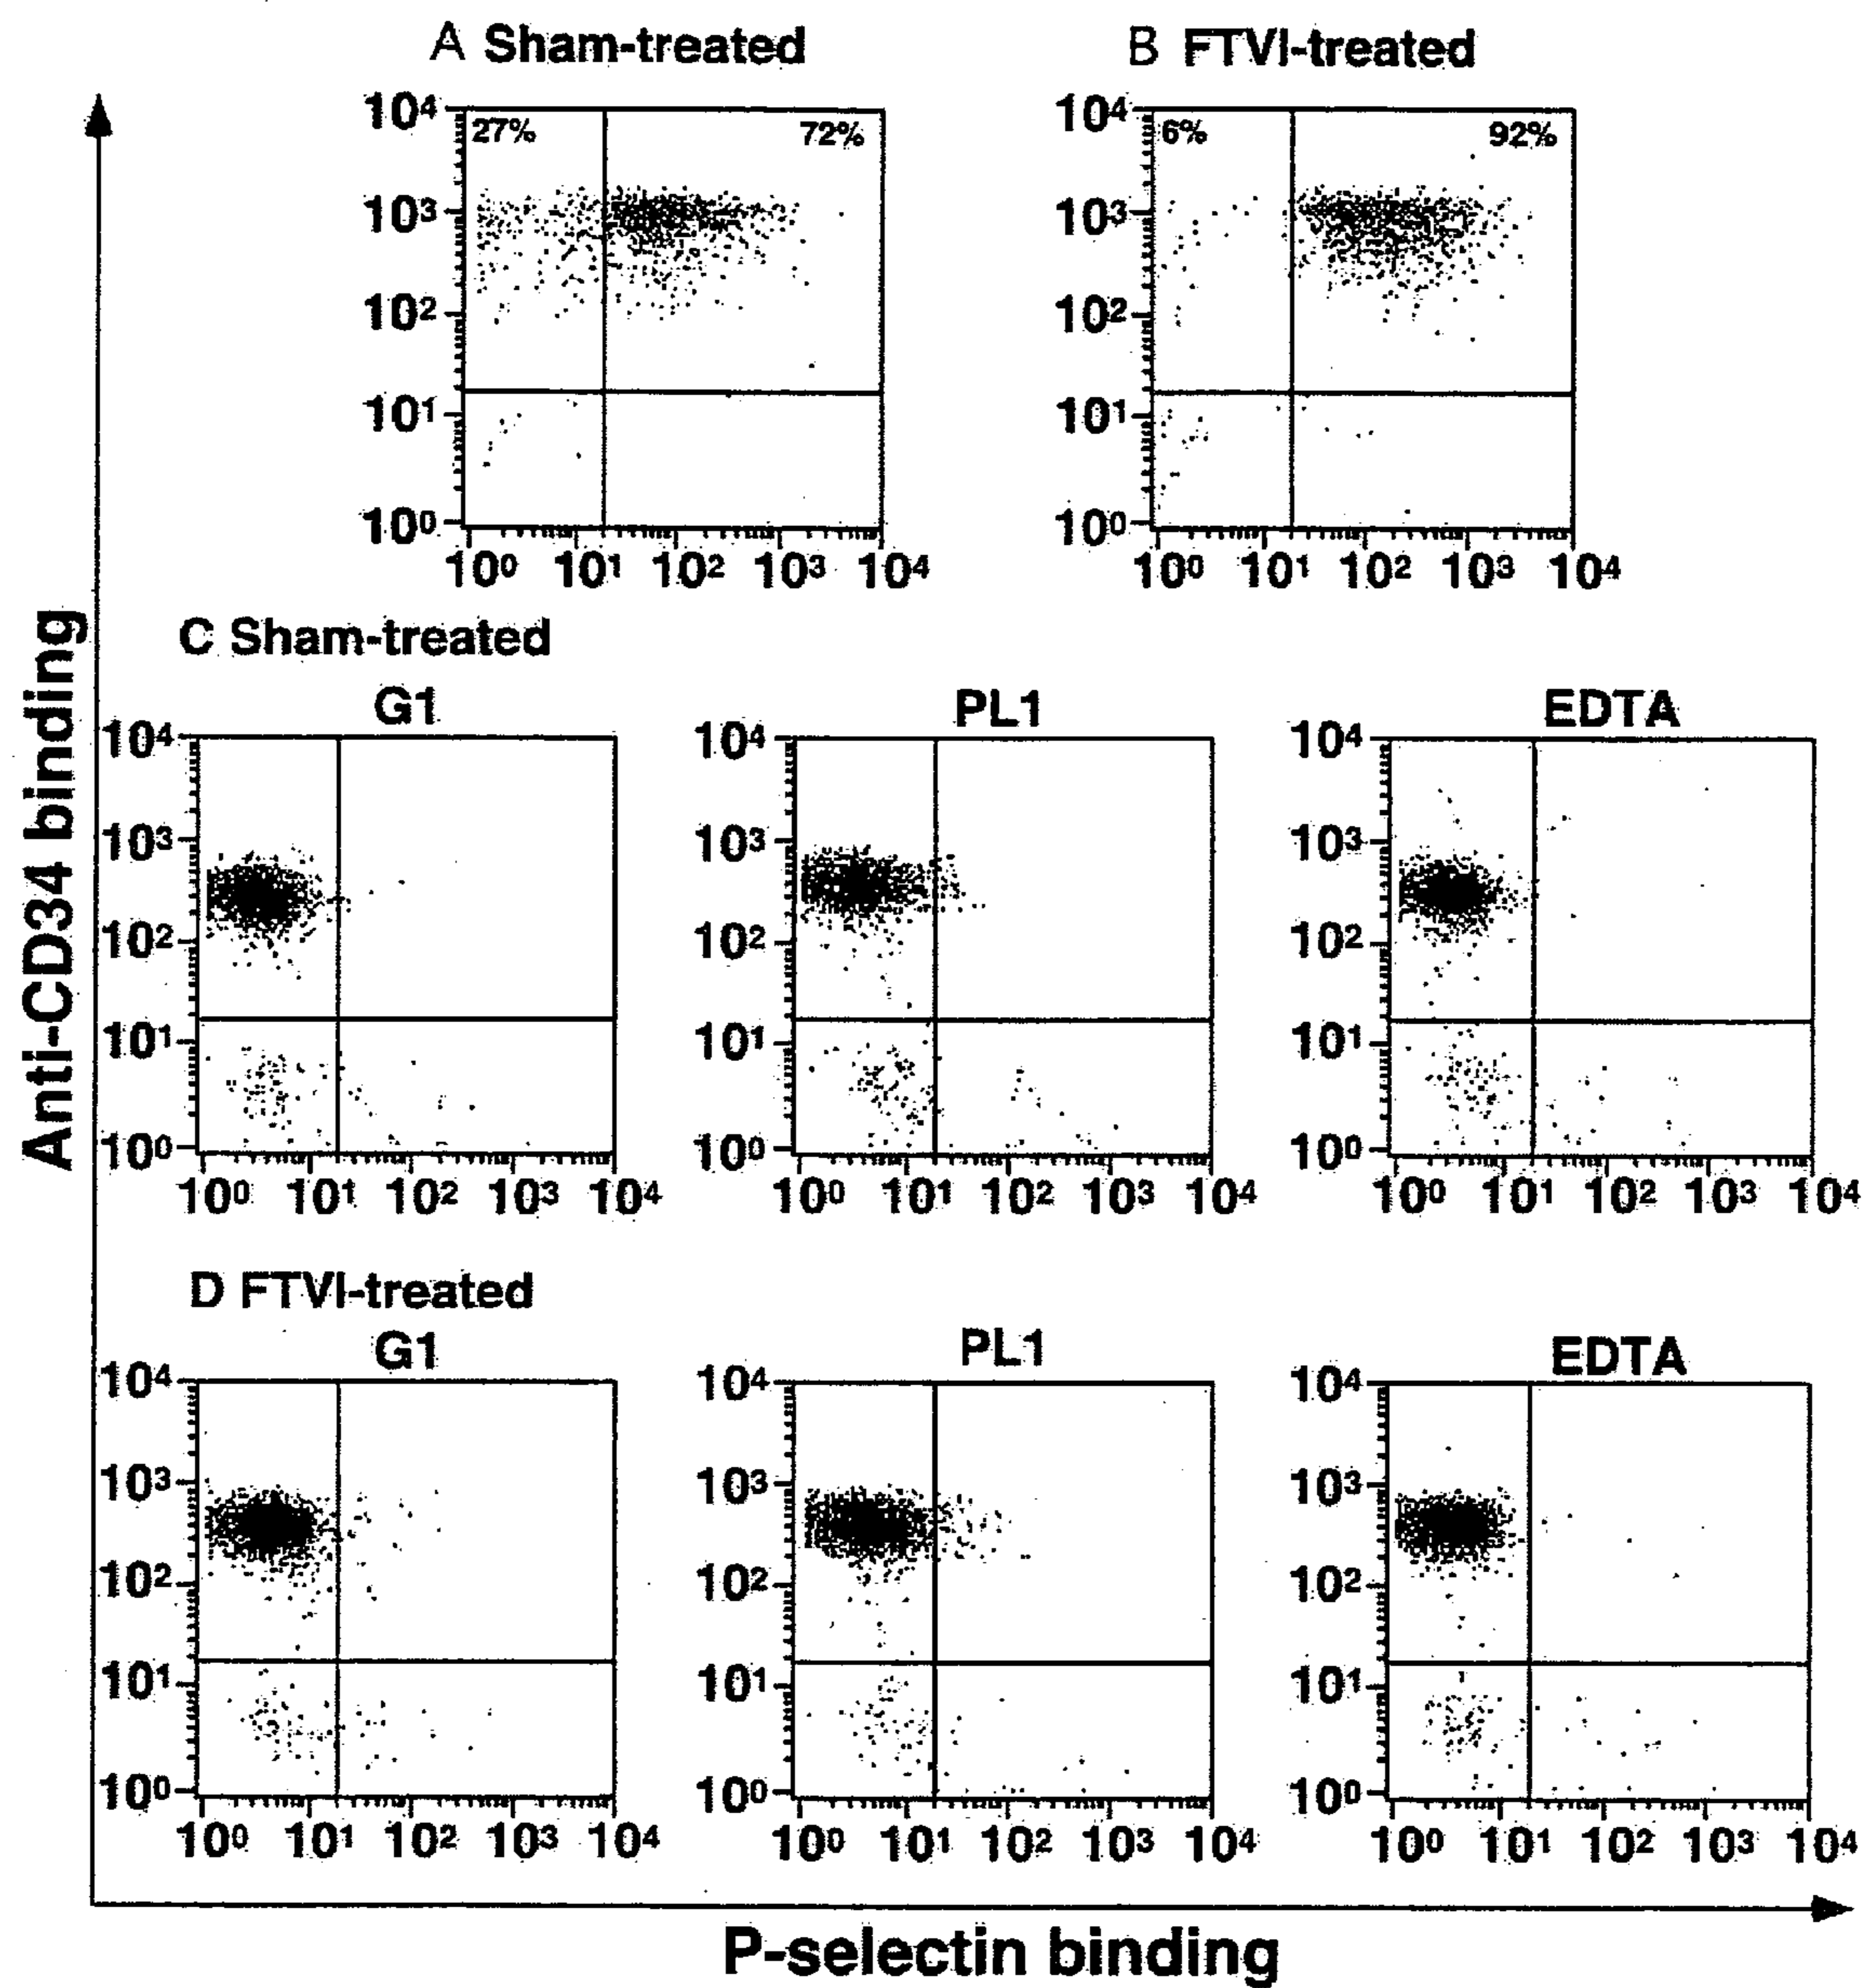 A Sham-treated
B FTVI-treated
10⁴
27%
72%
10³
10²
10¹
10⁰
10⁰ 10¹ 10² 10³ 10⁴
10⁴
6%
92%
10³
10²
10¹
10⁰
10⁰ 10¹ 10² 10³ 10⁴
Anti-CD34 binding
C Sham-treated
G1
10⁴
10³
10²
10¹
10⁰
10⁰ 10¹ 10² 10³ 10⁴
PL1
10⁴
10³
10²
10¹
10⁰
10⁰ 10¹ 10² 10³ 10⁴
EDTA
10⁴
10³
10²
10¹
10⁰
10⁰ 10¹ 10² 10³ 10⁴
D FTVI-treated
G1
10⁴
10³
10²
10¹
10⁰
10⁰ 10¹ 10² 10³ 10⁴
PL1
10⁴
10³
10²
10¹
10⁰
10⁰ 10¹ 10² 10³ 10⁴
EDTA
10⁴
10³
10²
10¹
10⁰
10⁰ 10¹ 10² 10³ 10⁴
P-selectin binding